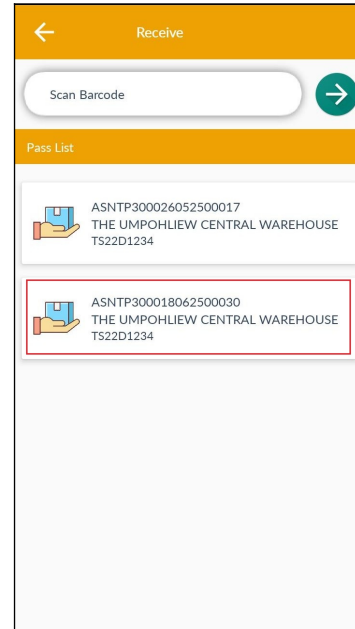 Receive
Scan Barcode
Pass List
ASNTP300026052500017
THE UMPOHLIEW CENTRAL WAREHOUSE
TS22D1234
ASNTP300018062500030
THE UMPOHLIEW CENTRAL WAREHOUSE
TS22D1234